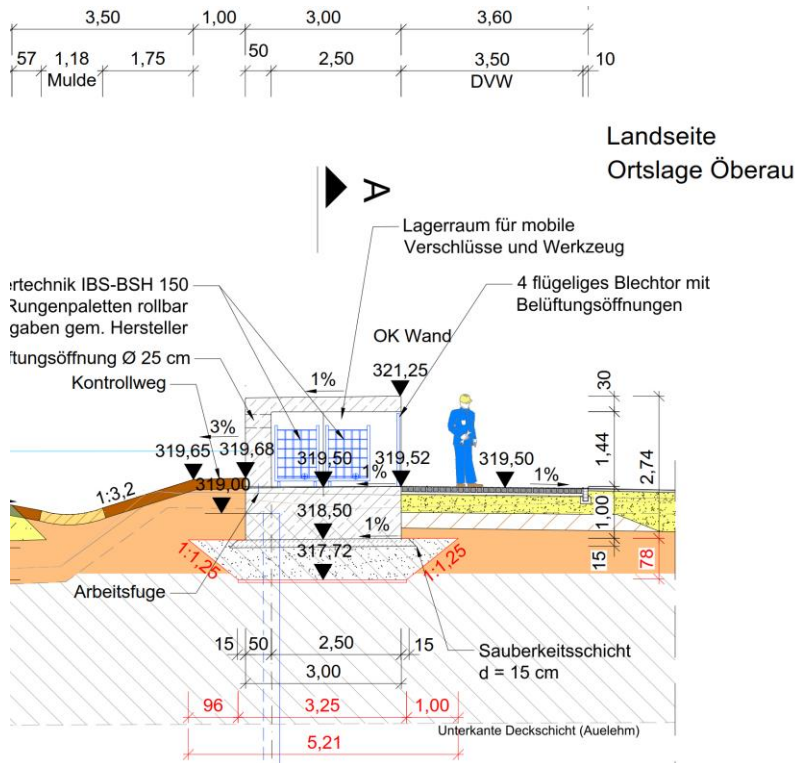 3,50 1,00 3,00 3,60
57 1,18 1,75 50 2,50 3,50 10
Mulde DVW
Landseite
Ortslage Öberau
A
Lagerraum für mobile
Verschlüsse und Werkzeug
ertechnik IBS-BSH 150
Rungenpaletten rollbar
gaben gem. Hersteller
ftungsöffnung Ø 25 cm
Kontrollweg
4 flügeliges Blechtor mit
Belüftungsöffnungen
OK Wand
321,25
1%
30
3%
319,65 319,68 319,50 319,52 319,50
1% 1%
1,44
2,74
319,00
1:3,2
318,50
1%
1,00
317,72
1:1,25 1:1,25
15
78
Arbeitsfuge
15 50 2,50 15
Sauberkeitsschicht
d = 15 cm
3,00
96 3,25 1,00
Unterkante Deckschicht (Auelehm)
5,21